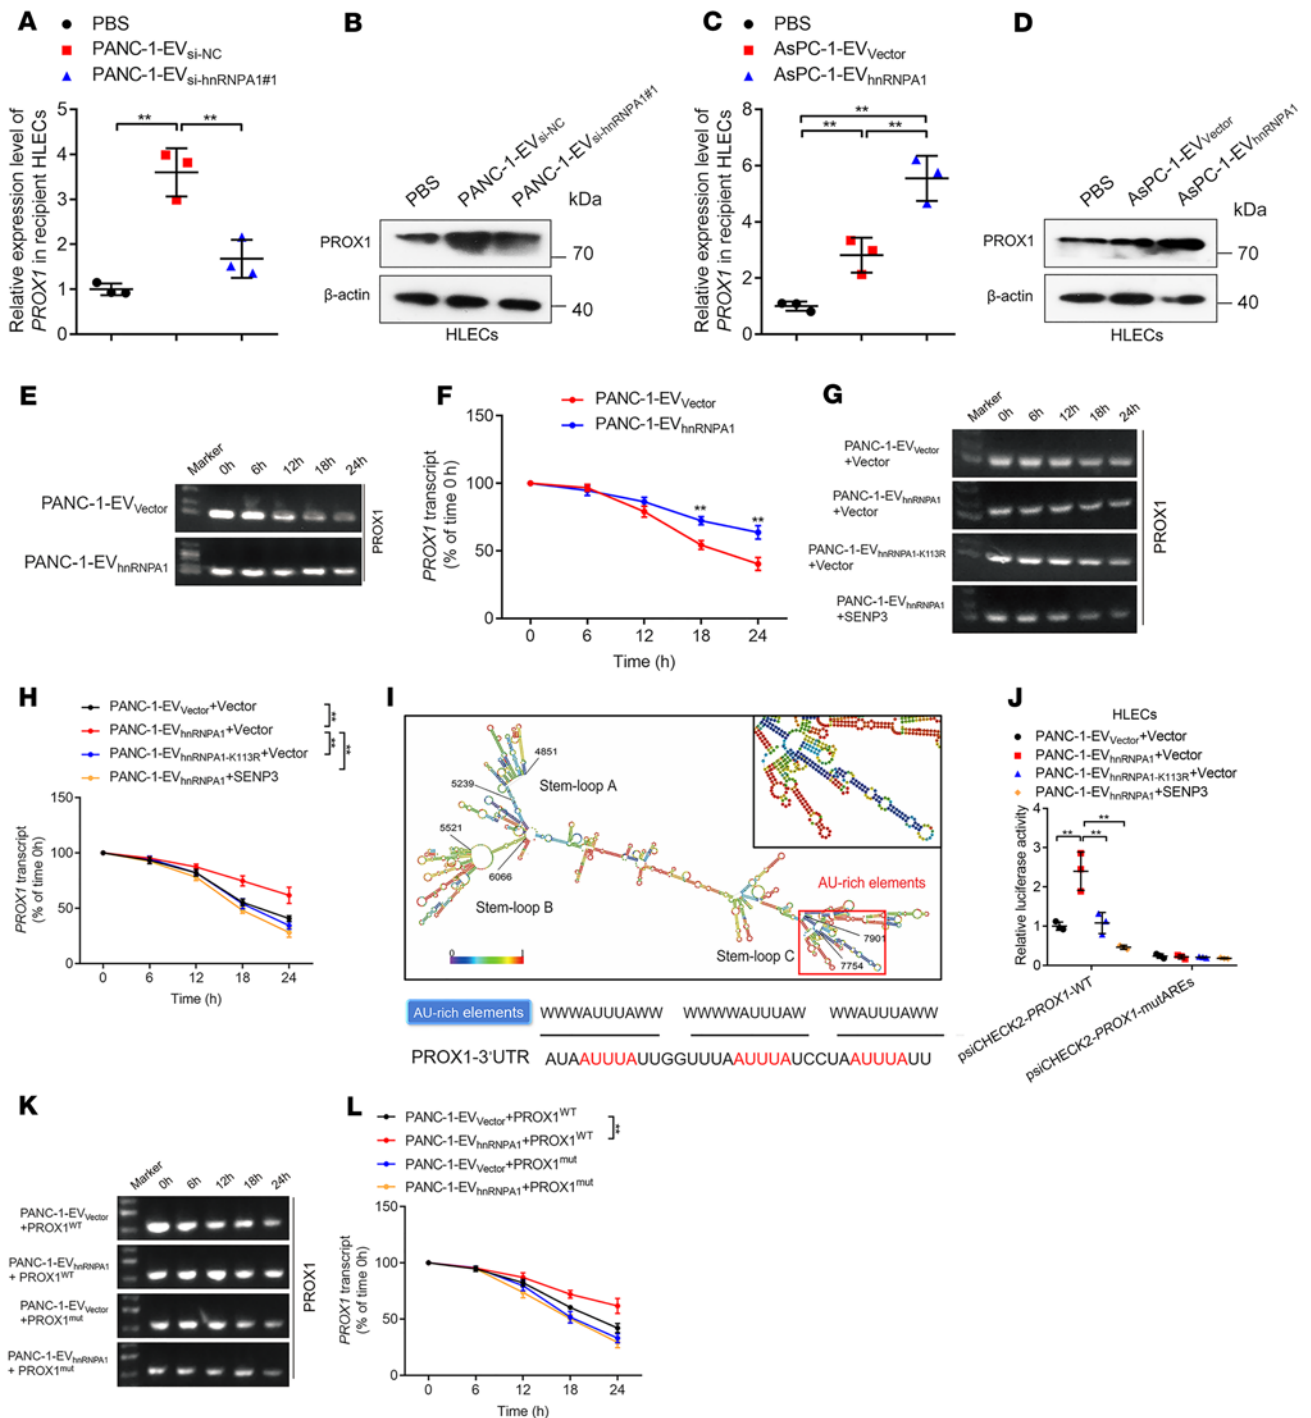 A
PBS
PANC-1-EVsi-NC
PANC-1-EVsi-hnRNPA1#1
Relative expression level of
PROX1 in recipient HLECs
5
4
3
2
1
0
**
**
B
PBS
PANC-1-EVsi-NC
PANC-1-EVsi-hnRNPA1#1
kDa
PROX1
70
β-actin
40
HLECs
C
PBS
AsPC-1-EVVector
AsPC-1-EVhnRNPA1
Relative expression level of
PROX1 in recipient HLECs
8
6
4
2
0
**
**
**
D
PBS
AsPC-1-EVVector
AsPC-1-EVhnRNPA1
kDa
PROX1
70
β-actin
40
HLECs
E
Marker
0h
6h
12h
18h
24h
PANC-1-EVVector
PANC-1-EVhnRNPA1
PROX1
F
PANC-1-EVVector
PANC-1-EVhnRNPA1
PROX1 transcript
(% of time 0 h)
150
100
50
0
**
**
0 6 12 18 24
Time (h)
G
Marker
0h
6h
12h
18h
24h
PANC-1-EVVector
+Vector
PANC-1-EVhnRNPA1
+Vector
PANC-1-EVhnRNPA1-K113R
+Vector
PANC-1-EVhnRNPA1
+SENP3
PROX1
H
PANC-1-EVVector+Vector
PANC-1-EVhnRNPA1+Vector
PANC-1-EVhnRNPA1-K113R+Vector
PANC-1-EVhnRNPA1+SENP3
**
**
**
PROX1 transcript
(% of time 0h)
150
100
50
0
0 6 12 18 24
Time (h)
I
4851
5239
Stem-loop A
5521
6066
Stem-loop B
AU-rich elements
7901
Stem-loop C
7754
0
1
AU-rich elements
WWWAUUUAWW WWWWAUUUAW WWAUUUAWW
PROX1-3'UTR
AUAAUUUAUUGGUUUAAUUUAUCCUAAUUUAUU
J
HLECs
PANC-1-EVVector+Vector
PANC-1-EVhnRNPA1+Vector
PANC-1-EVhnRNPA1-K113R+Vector
PANC-1-EVhnRNPA1+SENP3
Relative luciferase activity
4
3
2
1
0
**
**
**
psiCHECK2-PROX1-WT
psiCHECK2-PROX1-mutAREs
K
Marker
0h
6h
12h
18h
24h
PANC-1-EVVector
+PROX1WT
PANC-1-EVhnRNPA1
+ PROX1WT
PANC-1-EVVector
+PROX1mut
PANC-1-EVhnRNPA1
+ PROX1mut
PROX1
L
PANC-1-EVVector+PROX1WT
PANC-1-EVhnRNPA1+PROX1WT
PANC-1-EVVector+PROX1mut
PANC-1-EVhnRNPA1+PROX1mut
**
PROX1 transcript
(% of time 0h)
150
100
50
0
0 6 12 18 24
Time (h)